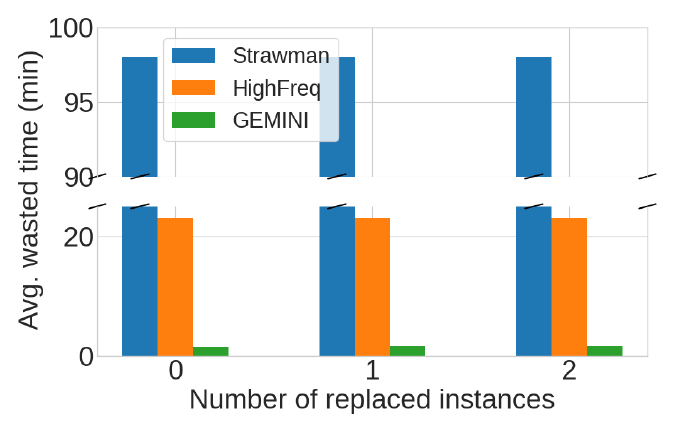 100
95
90
20
0
Avg. wasted time (min)
Strawman
HighFreq
GEMINI
0 1 2
Number of replaced instances